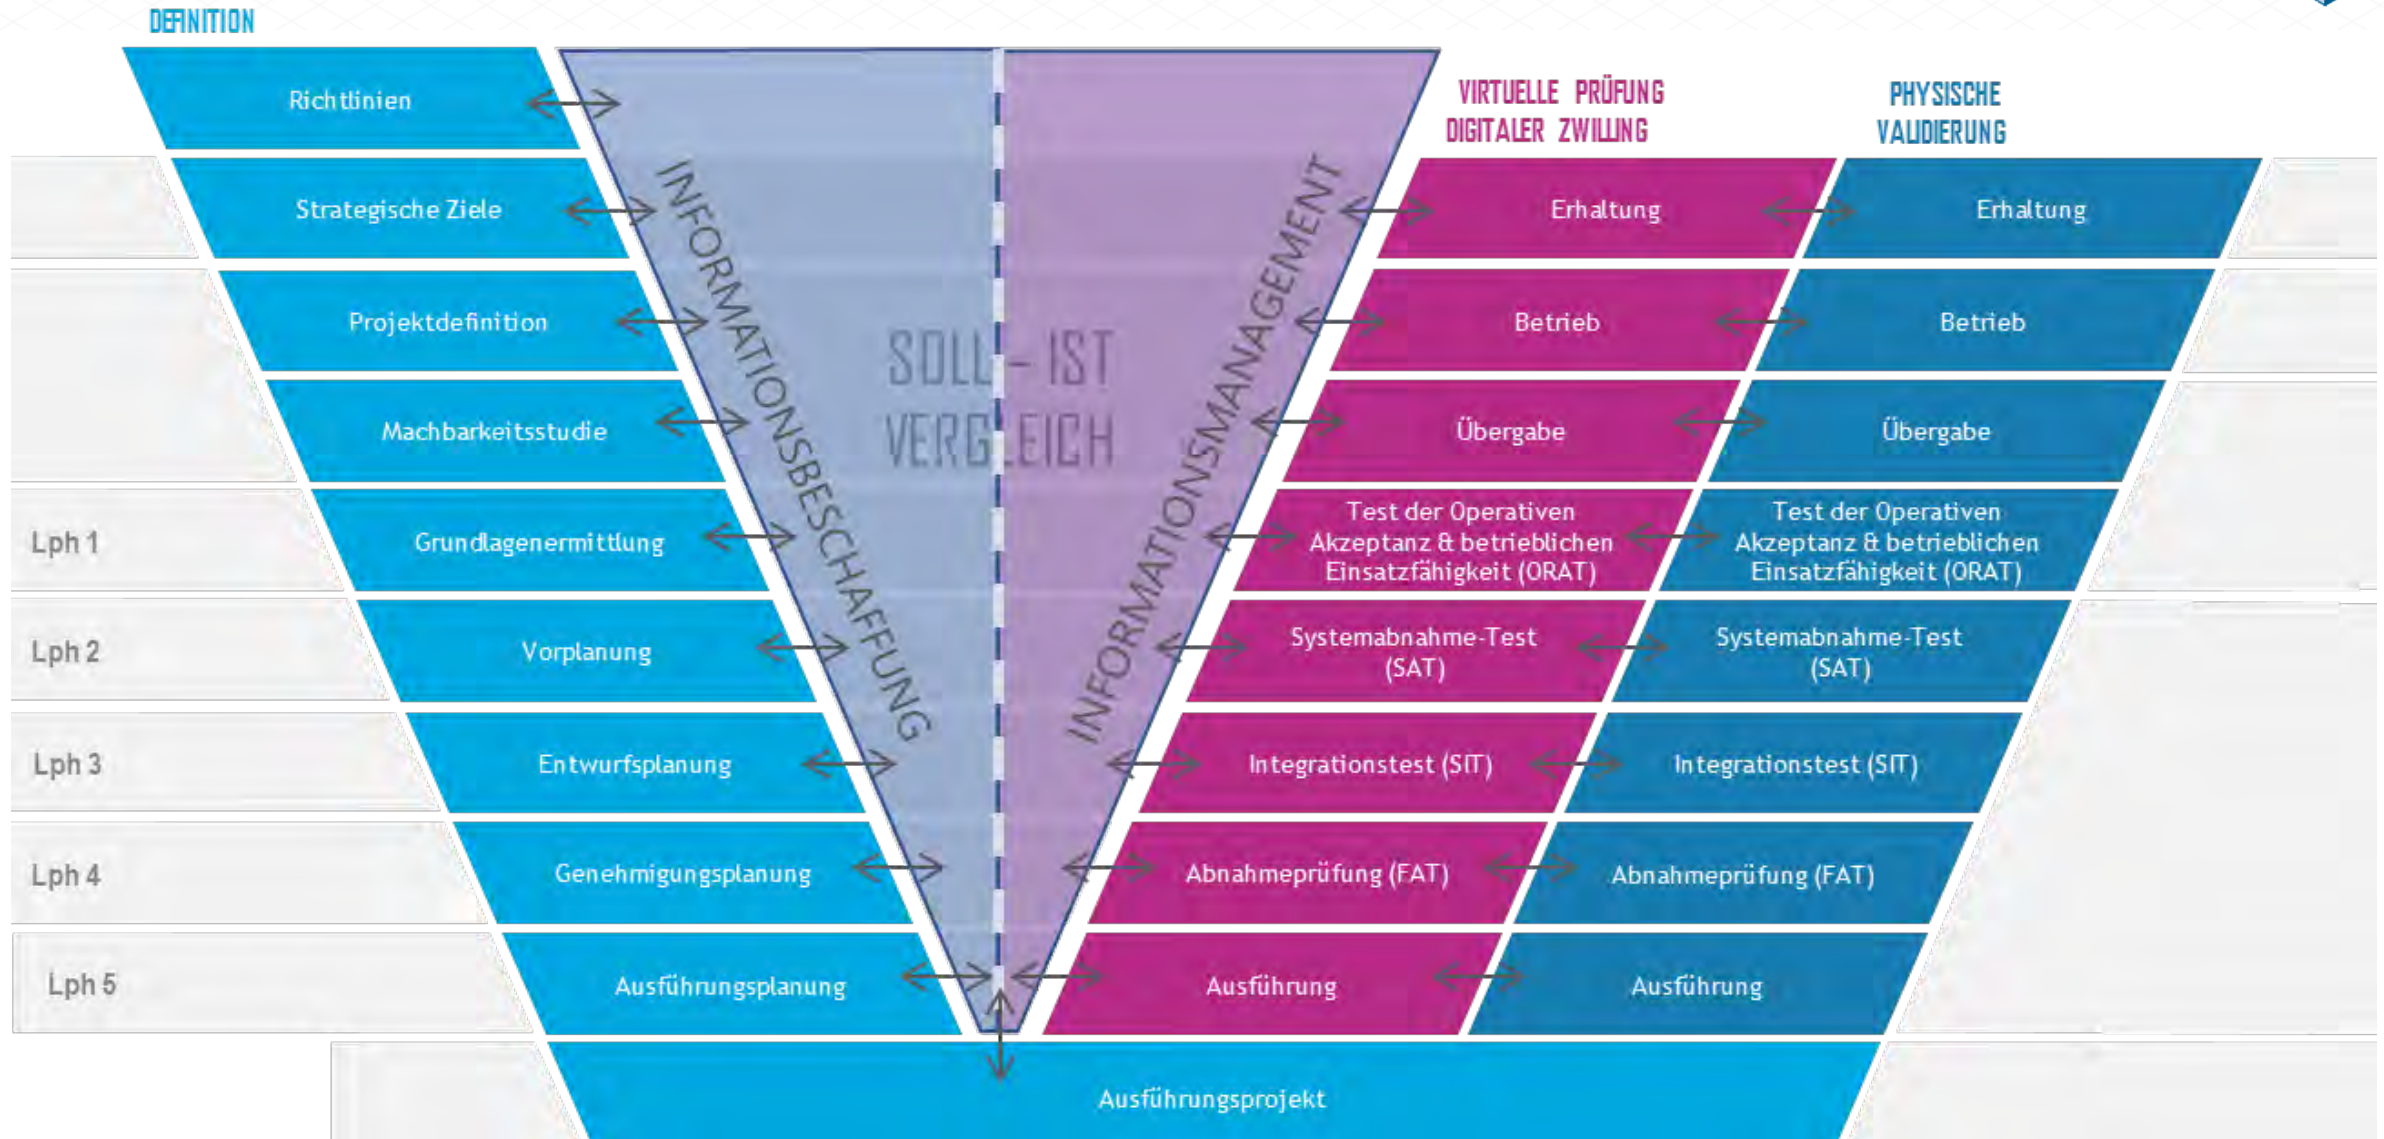 DEFINITION
Richtlinien
Strategische Ziele
Projektdefinition
Machbarkeitsstudie
Lph 1
Grundlagenermittlung
Lph 2
Vorplanung
Lph 3
Entwurfsplanung
Lph 4
Genehmigungsplanung
Lph 5
Ausführungsplanung
INFORMATIONSBESCHAFFUNG
SOLL - IST
VERGLEICH
INFORMATIONSMANAGEMENT
VIRTUELLE PRÜFUNG
DIGITALER ZWILLING
Erhaltung
Betrieb
Übergabe
Test der Operativen
Akzeptanz & betrieblichen
Einsatzfähigkeit (ORAT)
Systemabnahme-Test
(SAT)
Integrationstest (SIT)
Abnahmeprüfung (FAT)
Ausführung
PHYSISCHE
VALIDIERUNG
Erhaltung
Betrieb
Übergabe
Test der Operativen
Akzeptanz & betrieblichen
Einsatzfähigkeit (ORAT)
Systemabnahme-Test
(SAT)
Integrationstest (SIT)
Abnahmeprüfung (FAT)
Ausführung
Ausführungsprojekt